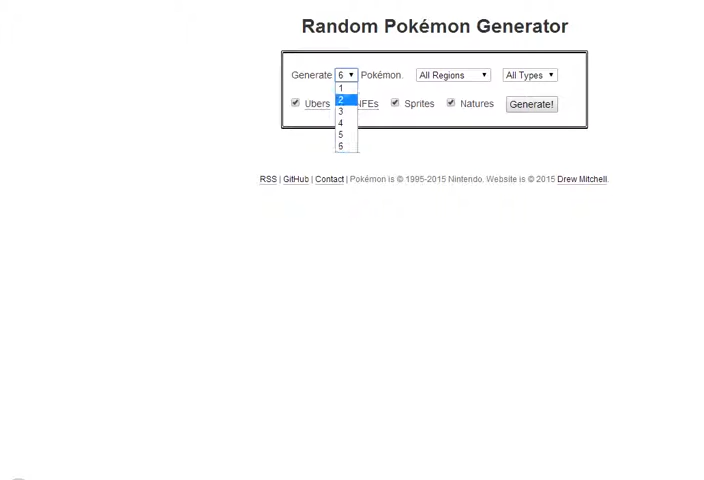 Random Pokémon Generator
Generate 6 Pokémon. All Regions All Types
1
2
3
4
5
6
Ubers FEs Sprites Natures Generate!
RSS | GitHub | Contact | Pokémon is © 1995-2015 Nintendo. Website is © 2015 Drew Mitchell.